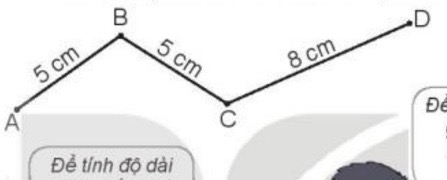 B
D
5 cm
5 cm
8 cm
A
C
Để
Để tính độ dài